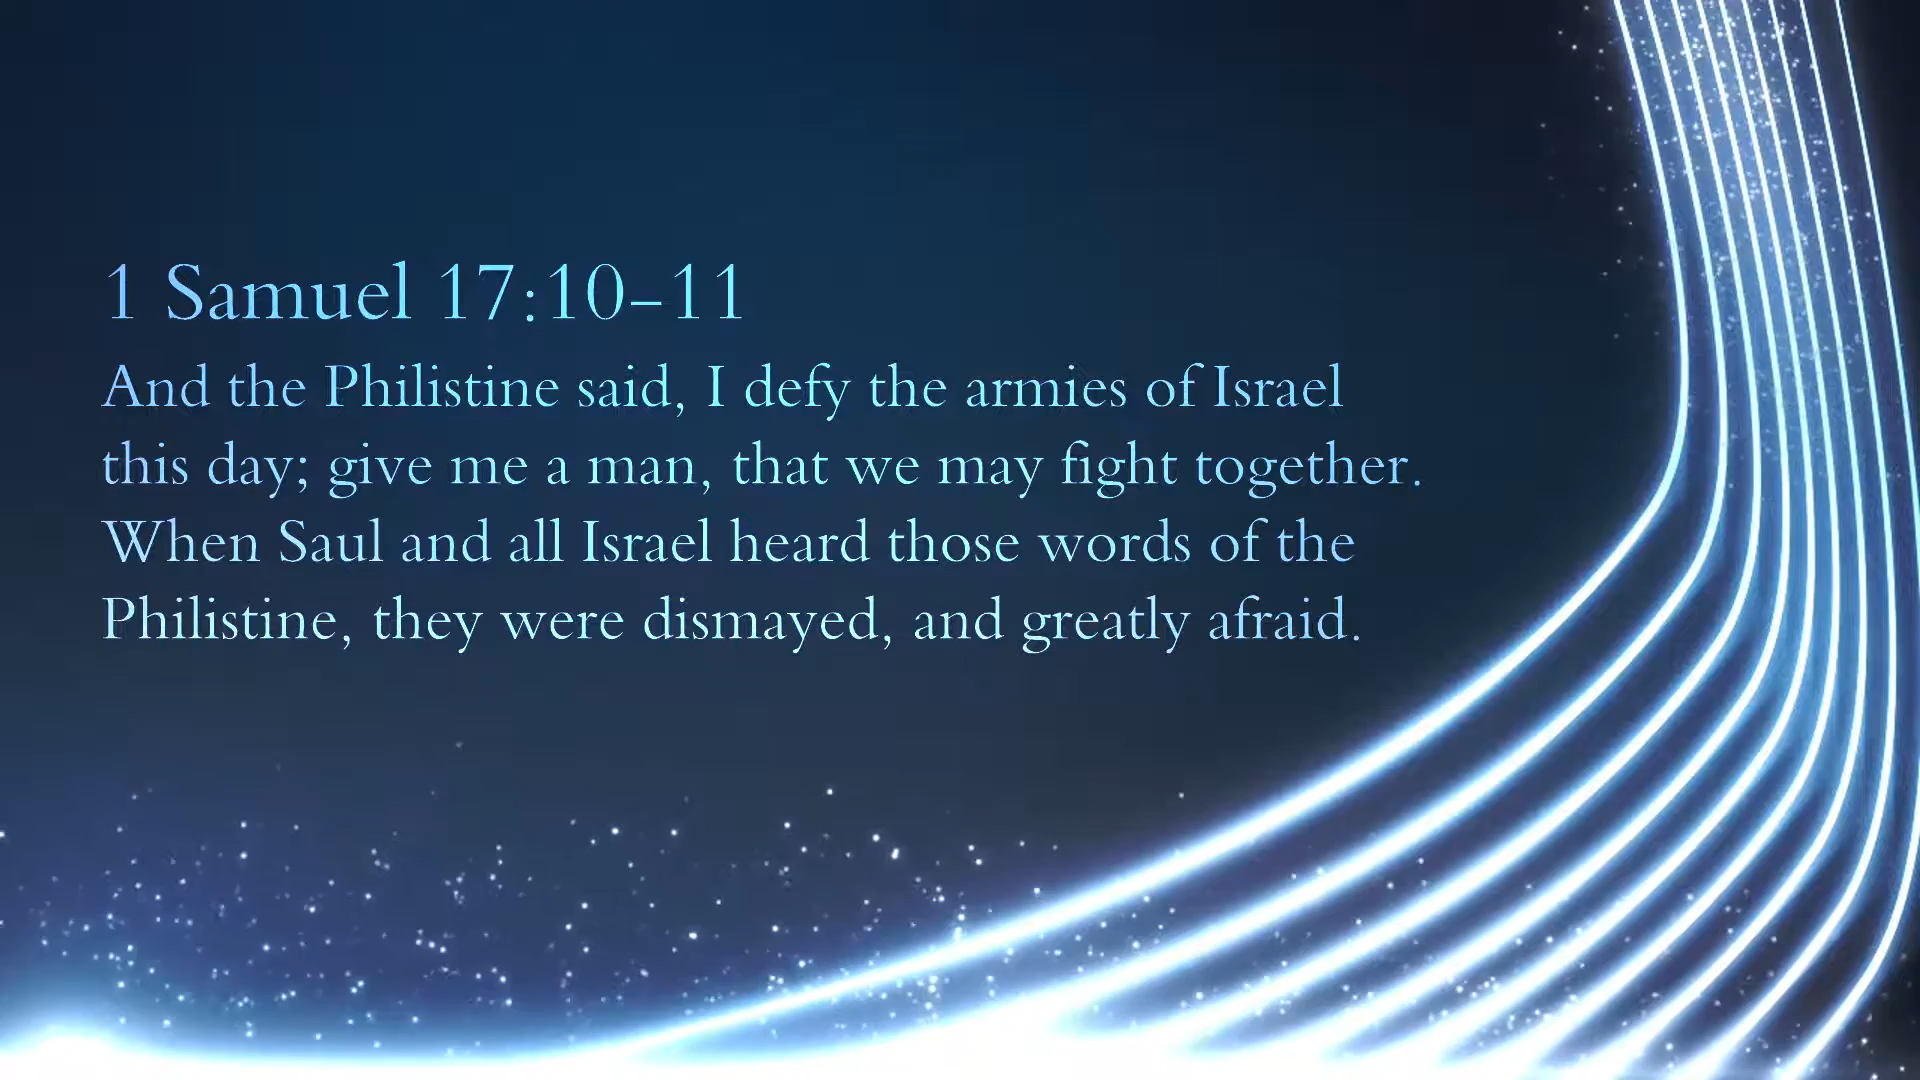 1 Samuel 17:10–11
And the Philistine said, I defy the armies of Israel
this day; give me a man, that we may fight together.
When Saul and all Israel heard those words of the
Philistine, they were dismayed, and greatly afraid.